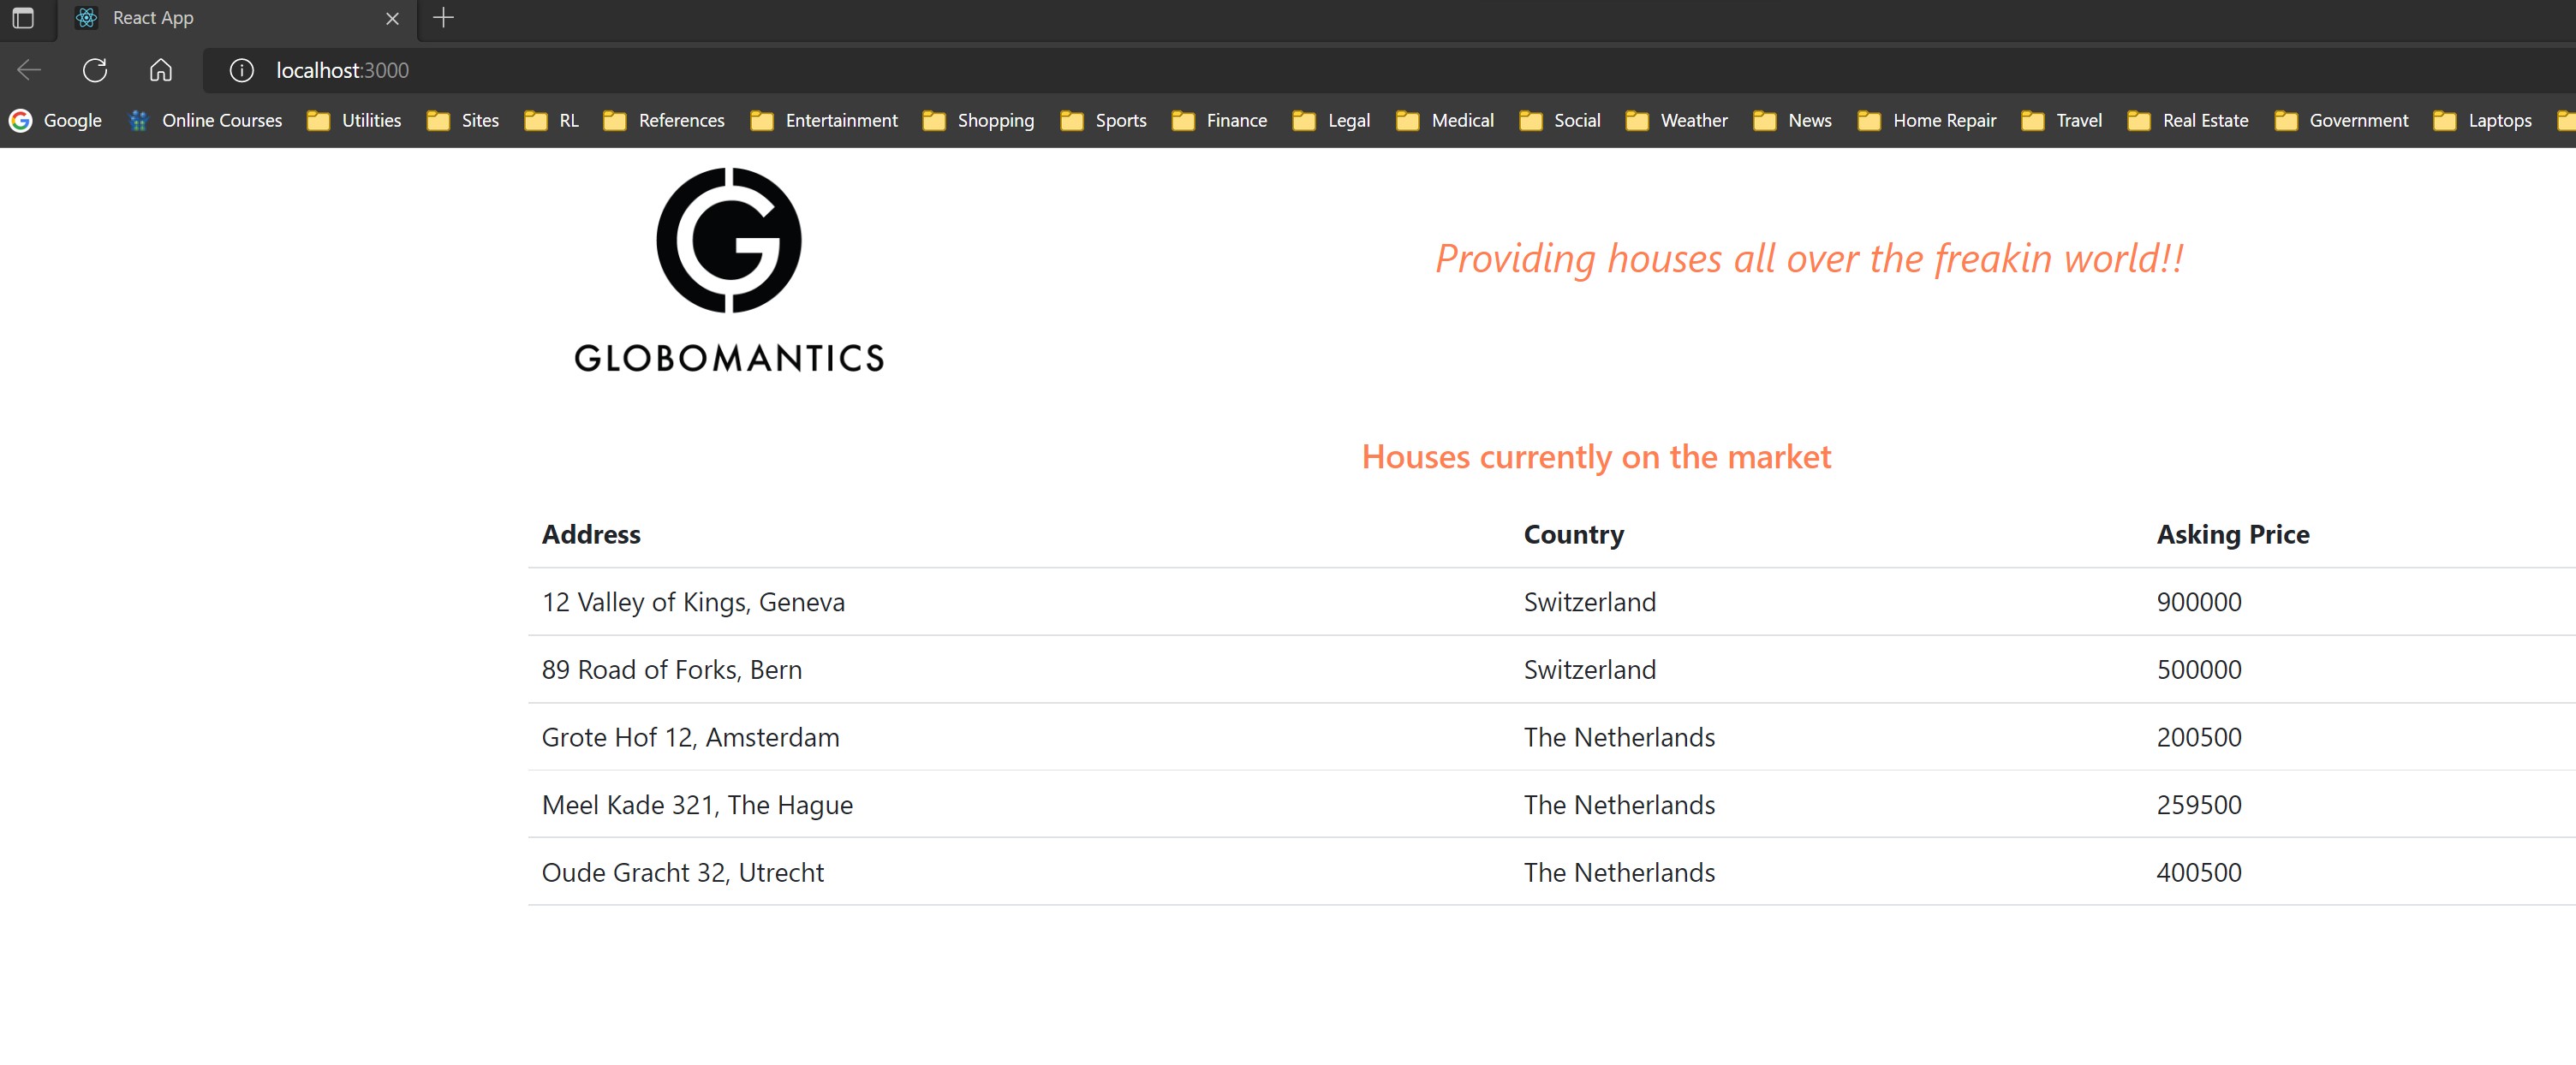 React App
localhost:3000
Google Online Courses Utilities Sites RL References Entertainment Shopping Sports Finance Legal Medical Social Weather News Home Repair Travel Real Estate Government Laptops
G
GLOBOMANTICS
Providing houses all over the freakin world!!
Houses currently on the market
Address Country Asking Price
12 Valley of Kings, Geneva Switzerland 900000
89 Road of Forks, Bern Switzerland 500000
Grote Hof 12, Amsterdam The Netherlands 200500
Meel Kade 321, The Hague The Netherlands 259500
Oude Gracht 32, Utrecht The Netherlands 400500